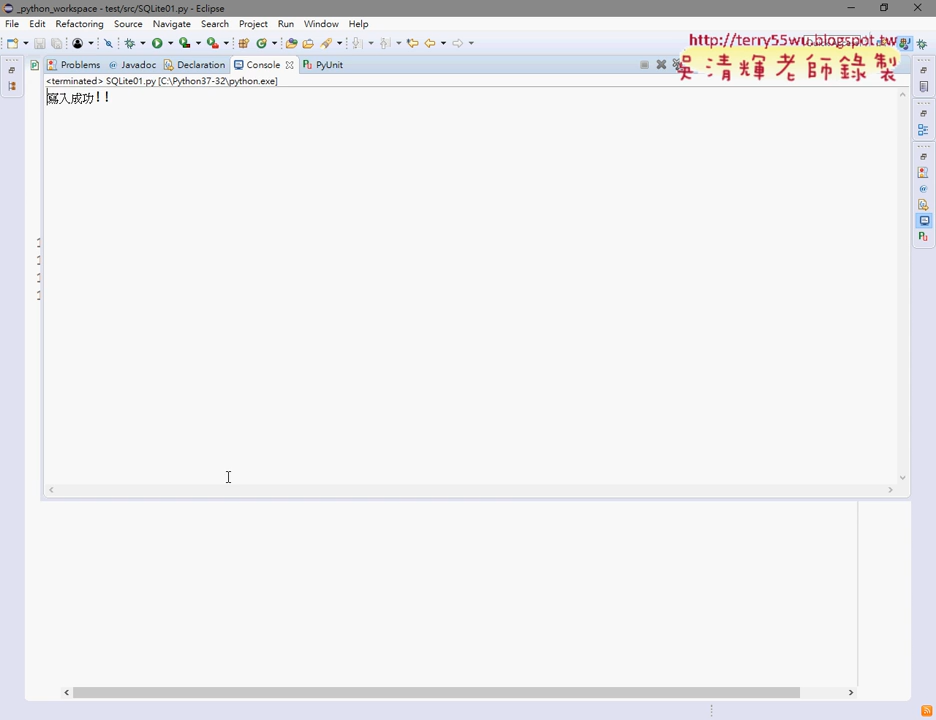 _python_workspace - test/src/SQLite01.py - Eclipse
File Edit Refactoring Source Navigate Search Project Run Window Help
http://terry55wu.blogspot.tw
吳清輝老師錄製
Problems Javadoc Declaration Console PyUnit
<terminated> SQLite01.py [C:\Python37-32\python.exe]
寫入成功!!